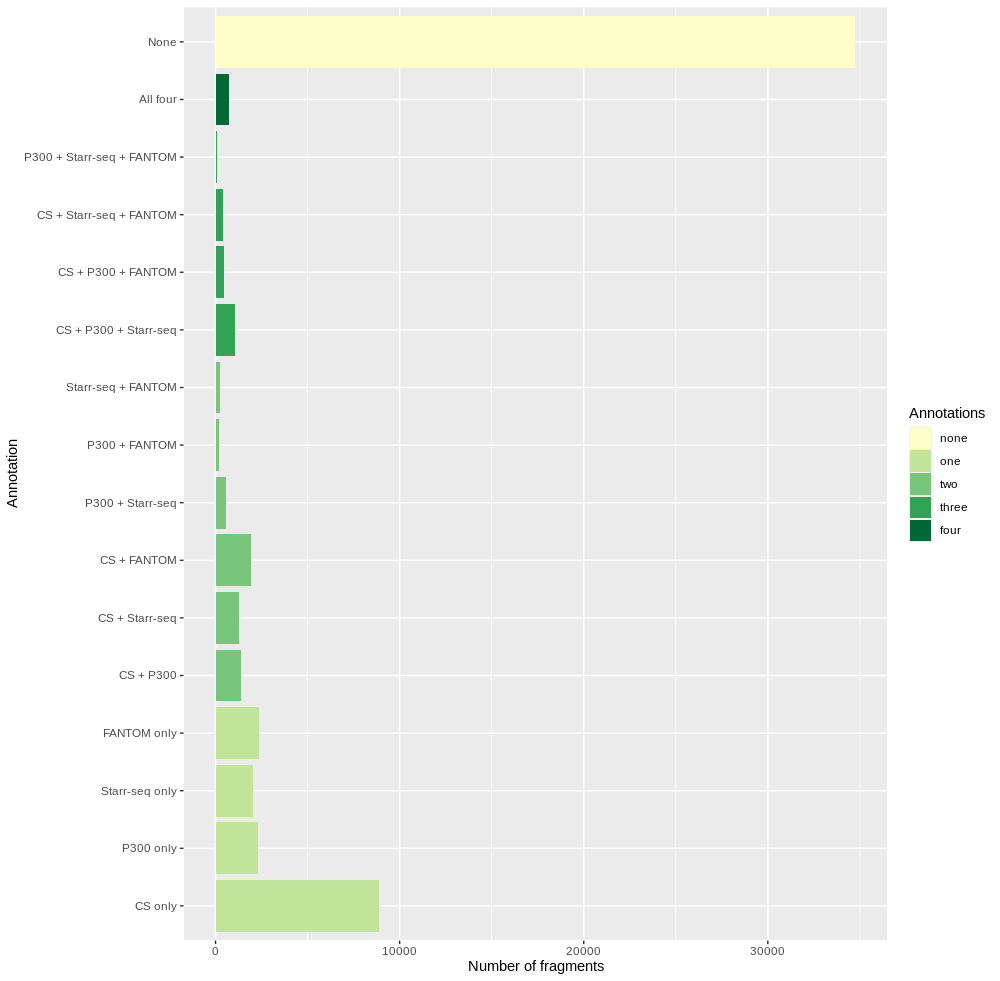 None
All four
P300 + Starr-seq + FANTOM
CS + Starr-seq + FANTOM
CS + P300 + FANTOM
CS + P300 + Starr-seq
Starr-seq + FANTOM
P300 + FANTOM
P300 + Starr-seq
CS + FANTOM
CS + Starr-seq
CS + P300
FANTOM only
Starr-seq only
P300 only
CS only
Annotation
0 10000 20000 30000
Number of fragments
Annotations
none
one
two
three
four